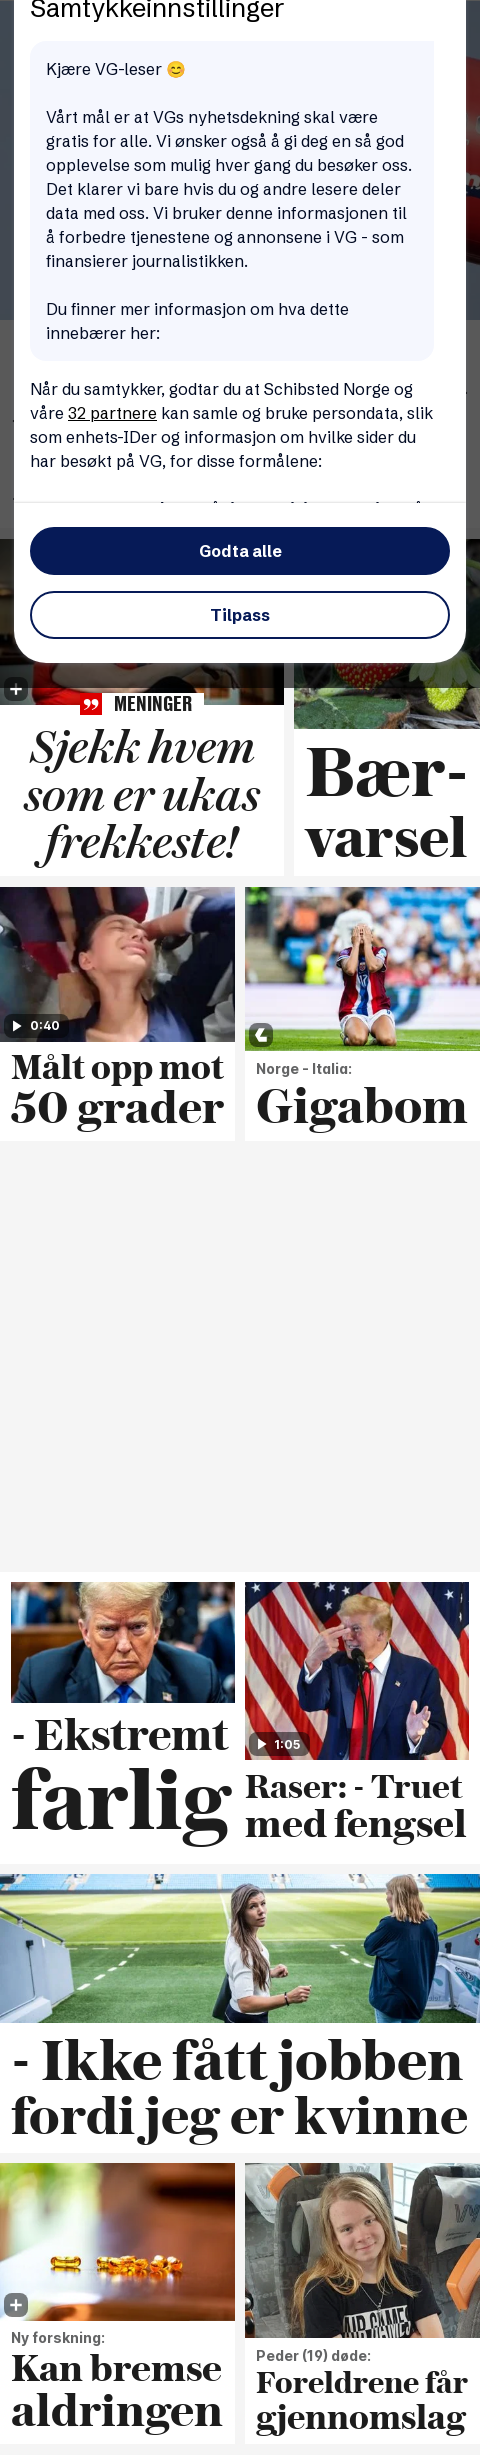 Samtykkeinnstillinger
Kjære VG-leser 😊
Vårt mål er at VGs nyhetsdekning skal være
gratis for alle. Vi ønsker også å gi deg en så god
opplevelse som mulig hver gang du besøker oss.
Det klarer vi bare hvis du og andre lesere deler
data med oss. Vi bruker denne informasjonen til
å forbedre tjenestene og annonsene i VG - som
finansierer journalistikken.
Du finner mer informasjon om hva dette
innebærer her:
Når du samtykker, godtar du at Schibsted Norge og
våre 32 partnere kan samle og bruke persondata, slik
som enhets-IDer og informasjon om hvilke sider du
har besøkt på VG, for disse formålene:
Godta alle
Tilpass
MENINGER
Sjekk hvem
som er ukas
frekkeste!
Bær-
varsel
0:40
Målt opp mot
50 grader
Norge - Italia:
Gigabom
- Ekstremt
farlig
1:05
Raser: - Truet
med fengsel
- Ikke fått jobben
fordi jeg er kvinne
Ny forskning:
Kan bremse
aldringen
Peder (19) døde:
Foreldrene får
gjennomslag